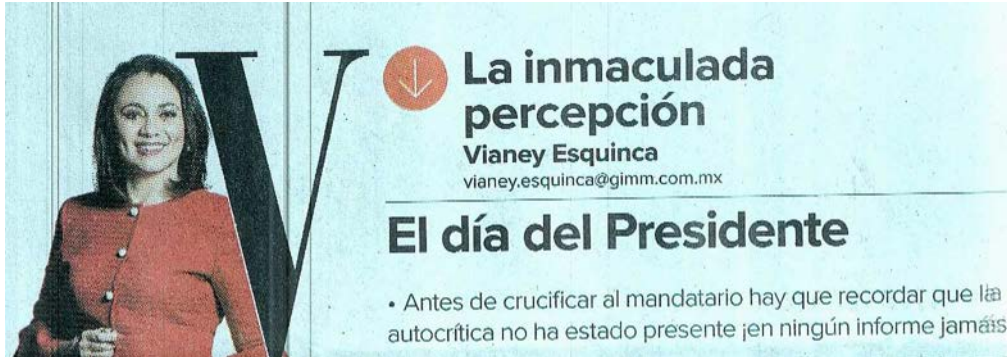 La inmaculada
percepción
Vianey Esquinca
vianey.esquinca@gimm.com.mx
El día del Presidente
• Antes de crucificar al mandatario hay que recordar que la
autocrítica no ha estado presente ¡en ningún informe jamás